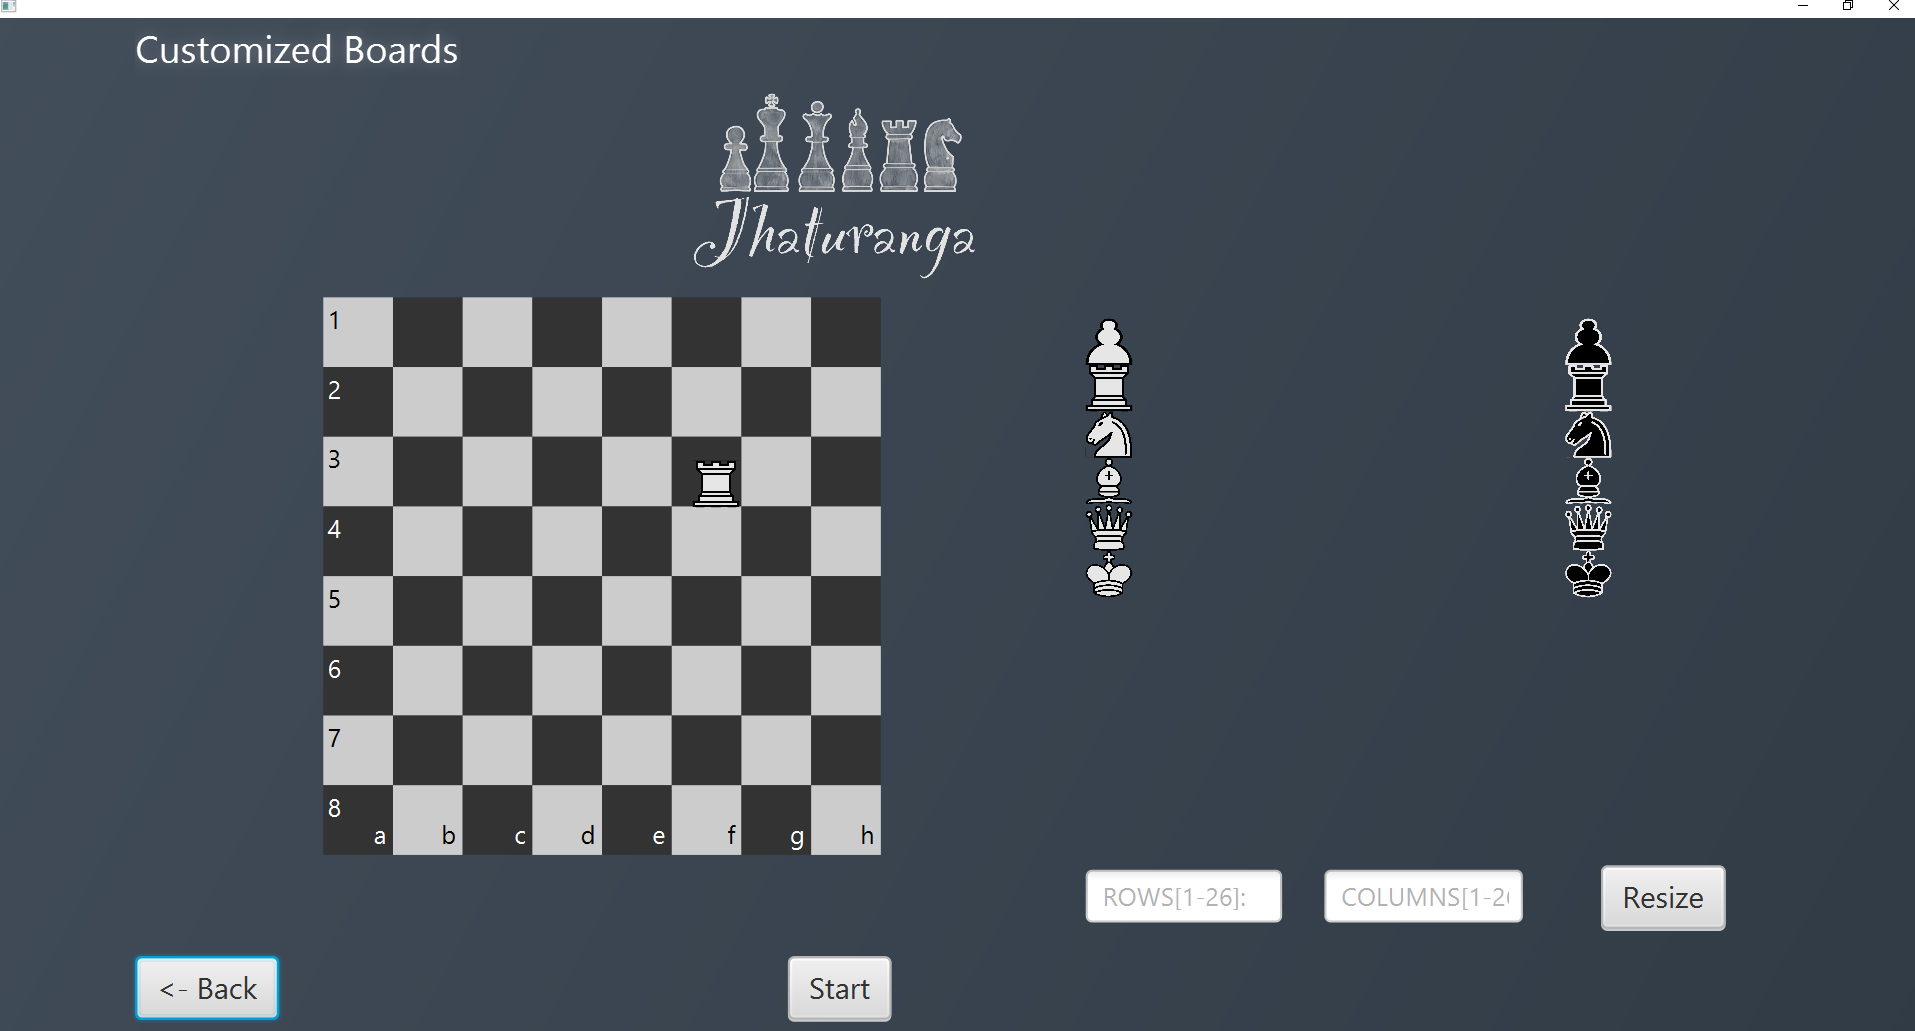 Customized Boards
Jhaturanga
1
2
3
4
5
6
7
8
a b c d e f g h
ROWS[1-26]:
COLUMNS[1-2
Resize
<- Back
Start